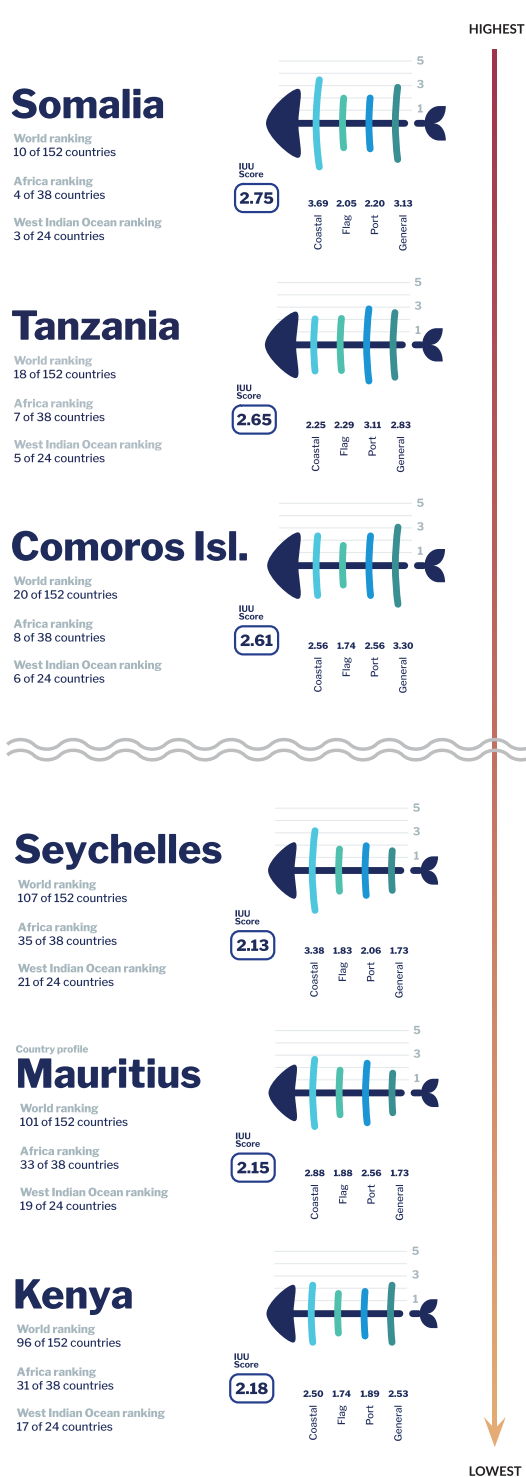 HIGHEST
Somalia
World ranking
10 of 152 countries
Africa ranking
4 of 38 countries
West Indian Ocean ranking
3 of 24 countries
IUU
Score
2.75
5
3
1
3.69 2.05 2.20 3.13
Coastal Flag Port General
Tanzania
World ranking
18 of 152 countries
Africa ranking
7 of 38 countries
West Indian Ocean ranking
5 of 24 countries
IUU
Score
2.65
5
3
1
2.25 2.29 3.11 2.83
Coastal Flag Port General
Comoros Isl.
World ranking
20 of 152 countries
Africa ranking
8 of 38 countries
West Indian Ocean ranking
6 of 24 countries
IUU
Score
2.61
5
3
1
2.56 1.74 2.56 3.30
Coastal Flag Port General
Seychelles
World ranking
107 of 152 countries
Africa ranking
35 of 38 countries
West Indian Ocean ranking
21 of 24 countries
IUU
Score
2.13
5
3
1
3.38 1.83 2.06 1.73
Coastal Flag Port General
Country profile
Mauritius
World ranking
101 of 152 countries
Africa ranking
33 of 38 countries
West Indian Ocean ranking
19 of 24 countries
IUU
Score
2.15
5
3
1
2.88 1.88 2.56 1.73
Coastal Flag Port General
Kenya
World ranking
96 of 152 countries
Africa ranking
31 of 38 countries
West Indian Ocean ranking
17 of 24 countries
IUU
Score
2.18
5
3
1
2.50 1.74 1.89 2.53
Coastal Flag Port General
LOWEST